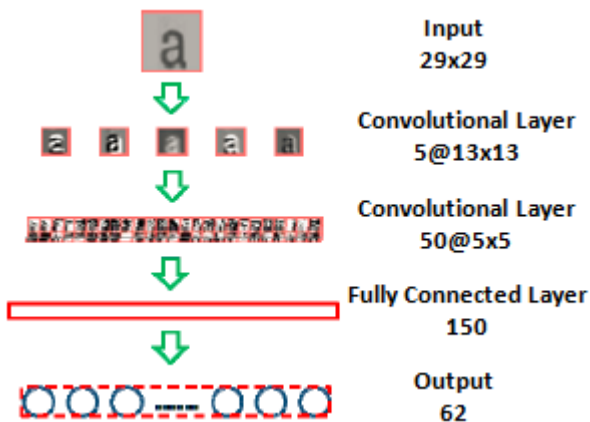 Input
29x29
a
Convolutional Layer
5@13x13
a a a a a
Convolutional Layer
50@5x5
Fully Connected Layer
150
Output
62